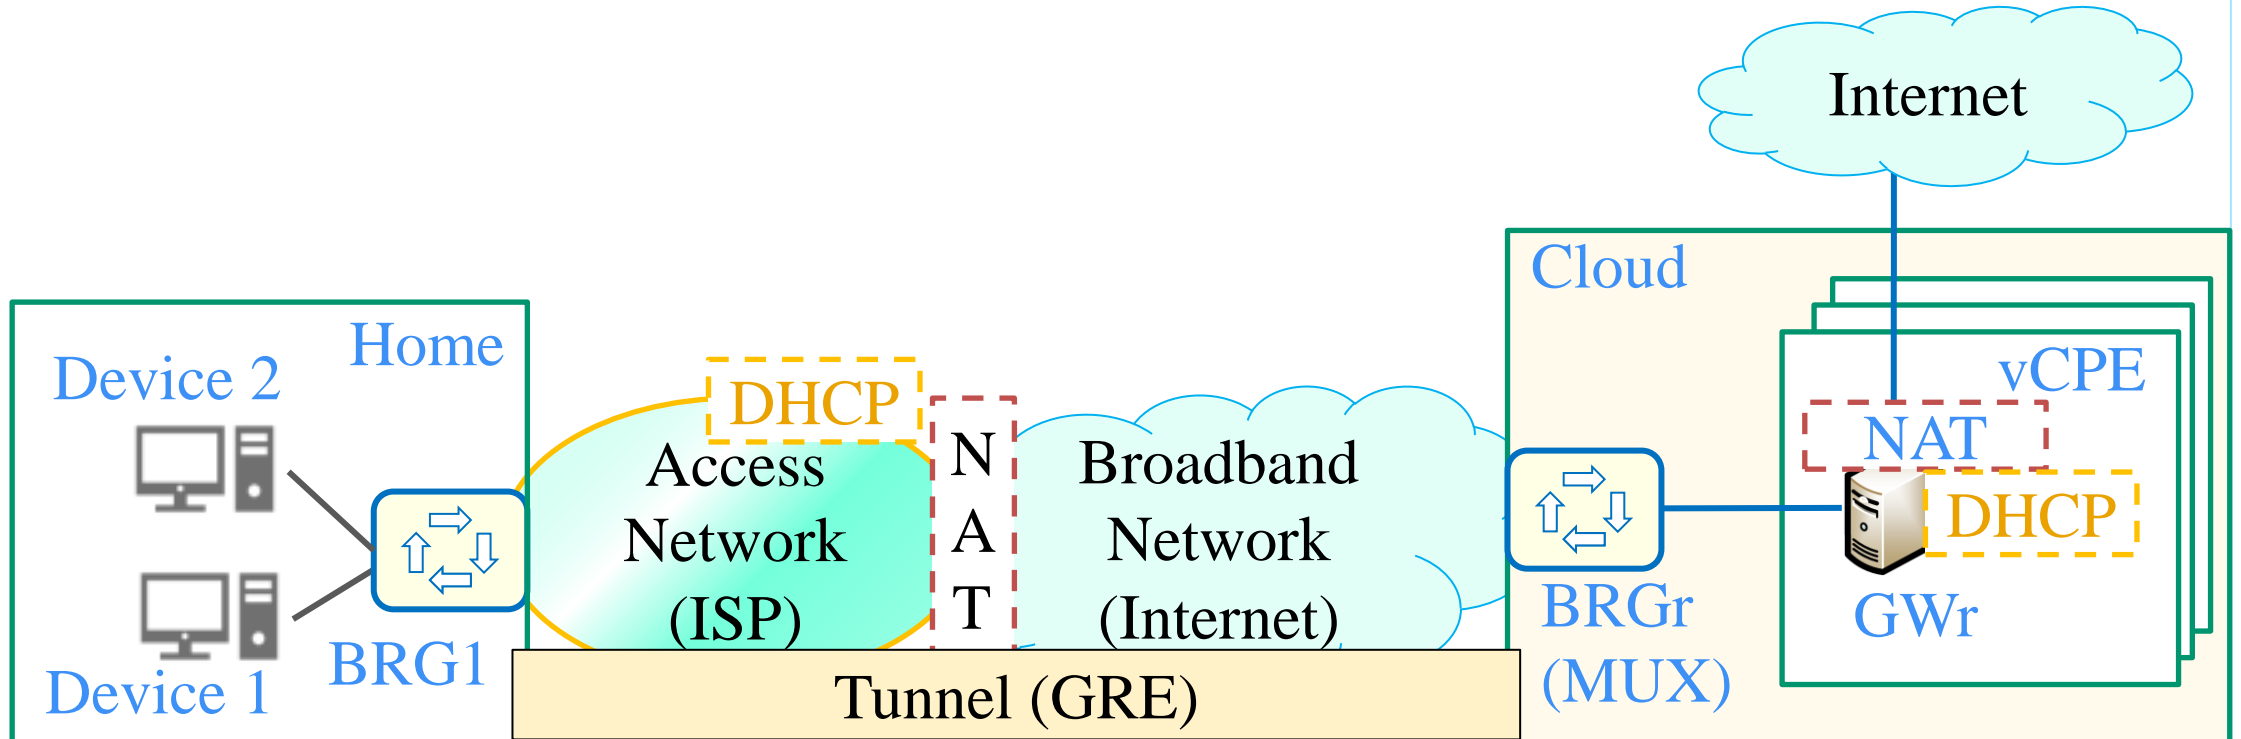 Internet
Cloud
Home
Device 2
vCPE
DHCP
NAT
N
A
T
Access
Network
(ISP)
Broadband
Network
(Internet)
DHCP
BRGr
(MUX)
GWr
BRG1
Device 1
Tunnel (GRE)